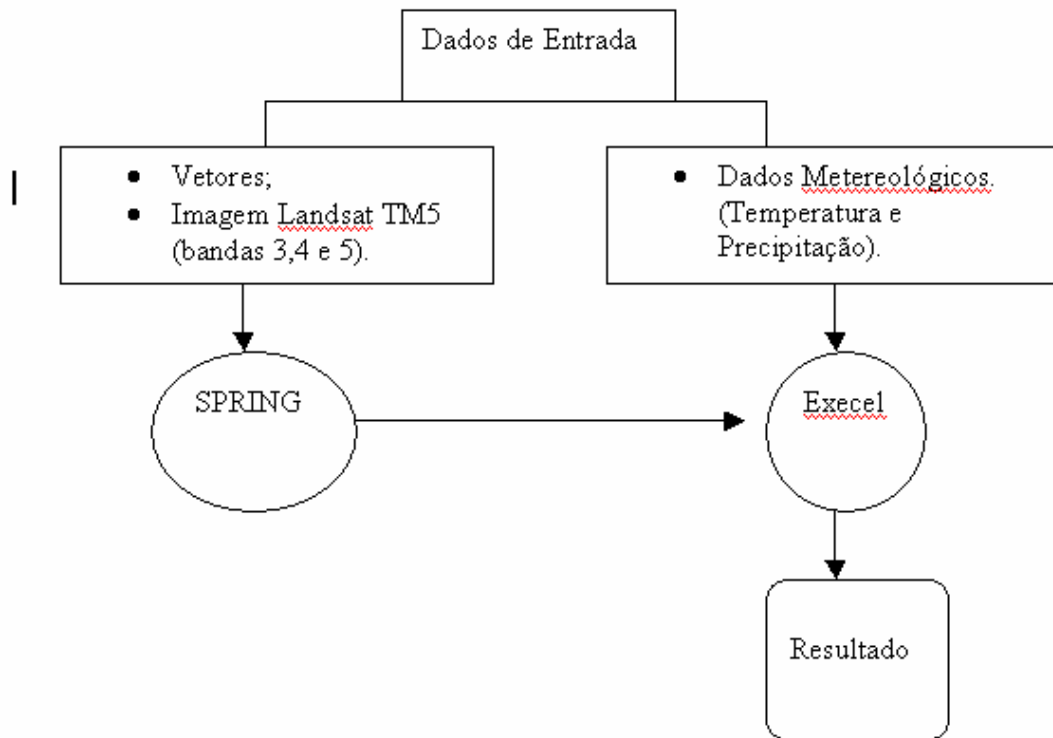 Dados de Entrada
• Vetores;
• Imagem Landsat TM5
(bandas 3,4 e 5).
• Dados Metereológicos.
(Temperatura e
Precipitação).
SPRING
Execel
Resultado